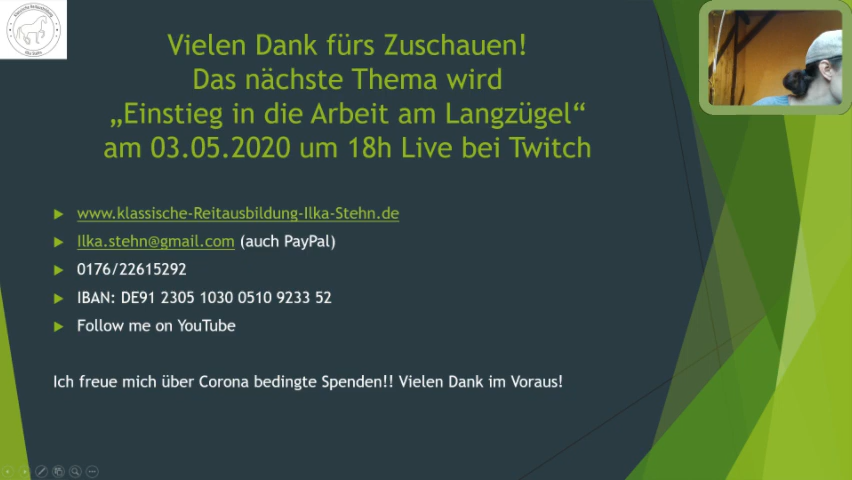 Vielen Dank fürs Zuschauen!
Das nächste Thema wird
„Einstieg in die Arbeit am Langzügel“
am 03.05.2020 um 18h Live bei Twitch
www.klassische-Reitausbildung-Ilka-Stehn.de
Ilka.stehn@gmail.com (auch PayPal)
0176/22615292
IBAN: DE91 2305 1030 0510 9233 52
Follow me on YouTube
Ich freue mich über Corona bedingte Spenden!! Vielen Dank im Voraus!